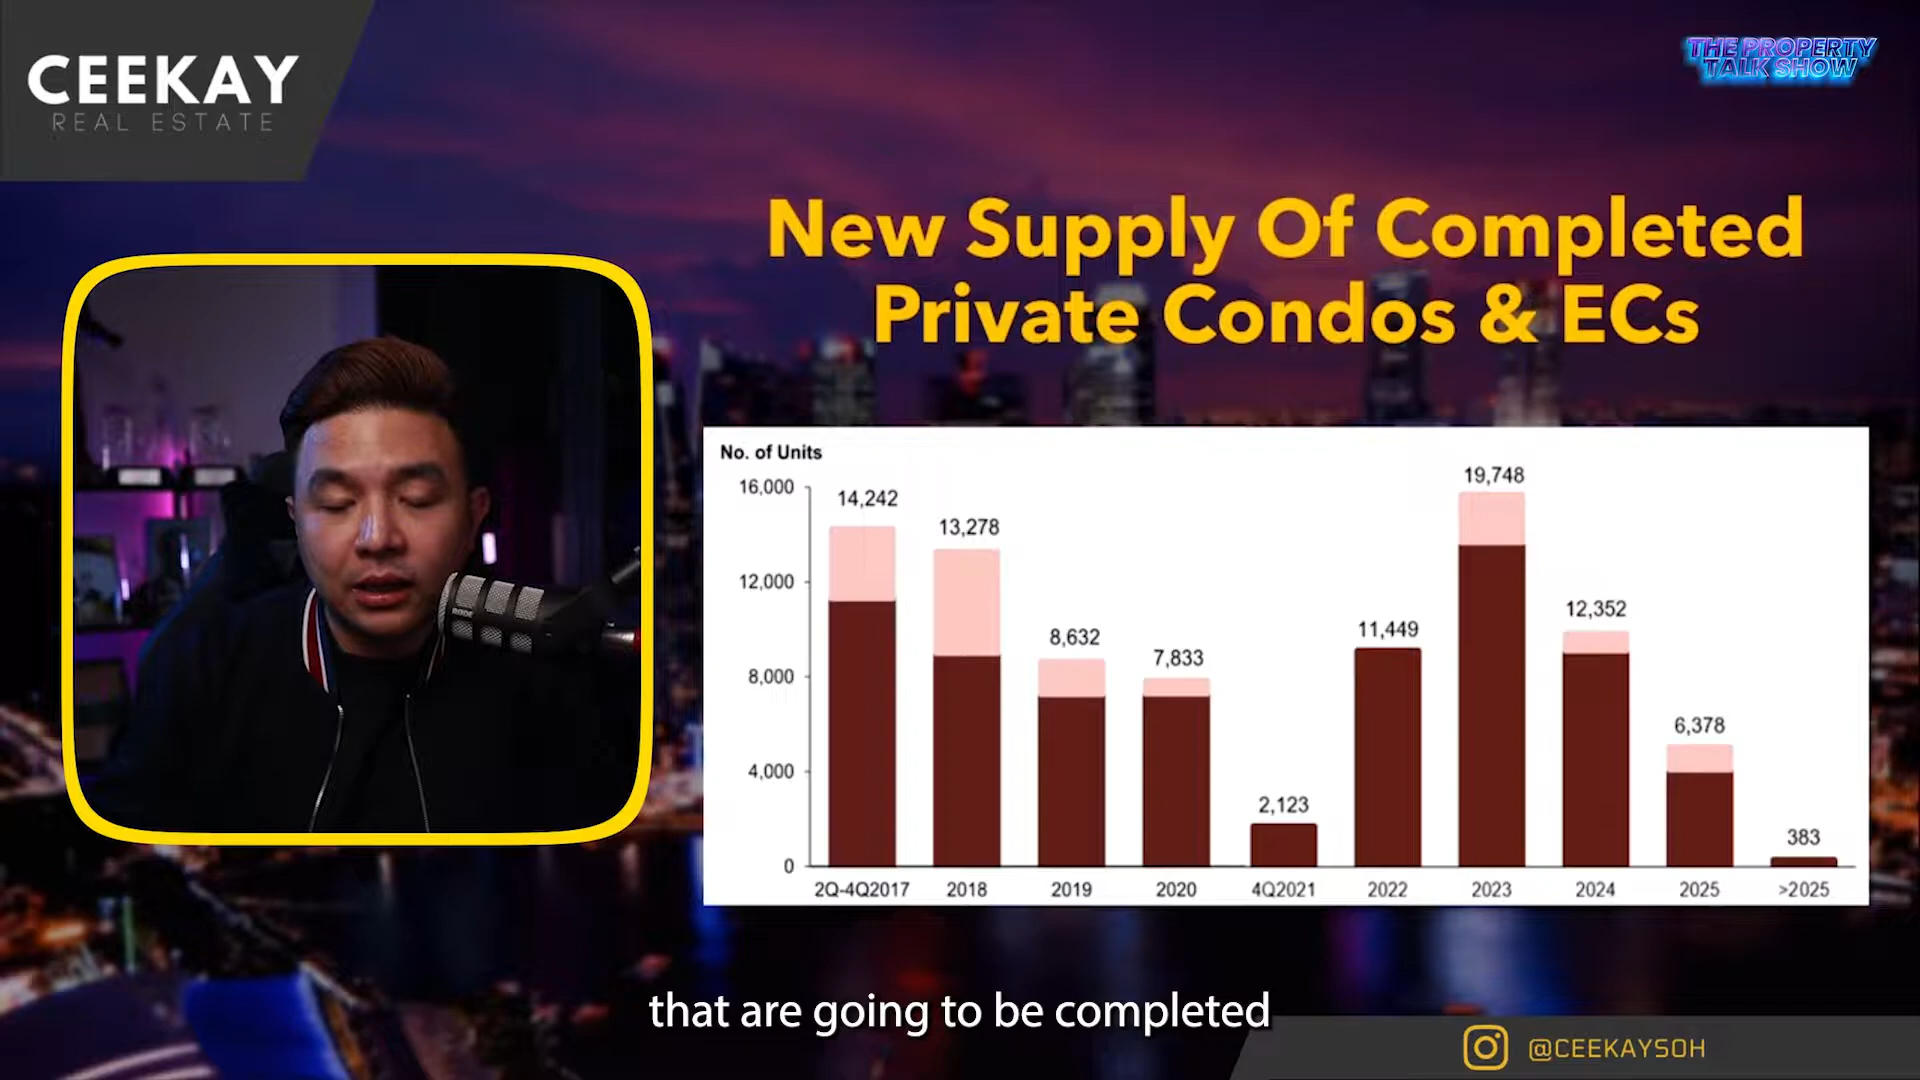 CEEKAY
REAL ESTATE
THE PROPERTY
TALK SHOW
New Supply Of Completed
Private Condos & ECs
No. of Units
16,000
12,000
8,000
4,000
0
14,242
13,278
8,632
7,833
2,123
11,449
19,748
12,352
6,378
383
2Q-4Q2017
2018
2019
2020
4Q2021
2022
2023
2024
2025
>2025
RODE
that are going to be completed
@CEEKAYSOH